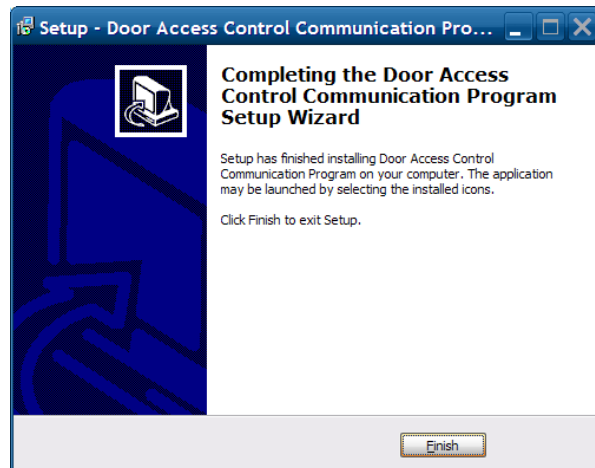 Setup - Door Access Control Communication Pro...
Completing the Door Access
Control Communication Program
Setup Wizard
Setup has finished installing Door Access Control
Communication Program on your computer. The application
may be launched by selecting the installed icons.
Click Finish to exit Setup.
Finish